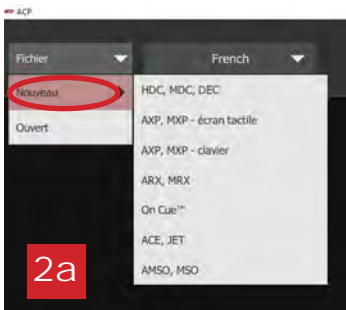 ACP
Fichier
French
Nouveau
HDC, MDC, DEC
AXP, MXP - écran tactile
Ouvert
AXP, MXP - clavier
ARX, MRX
On Cue™
ACE, JET
AMSO, MSO
2a